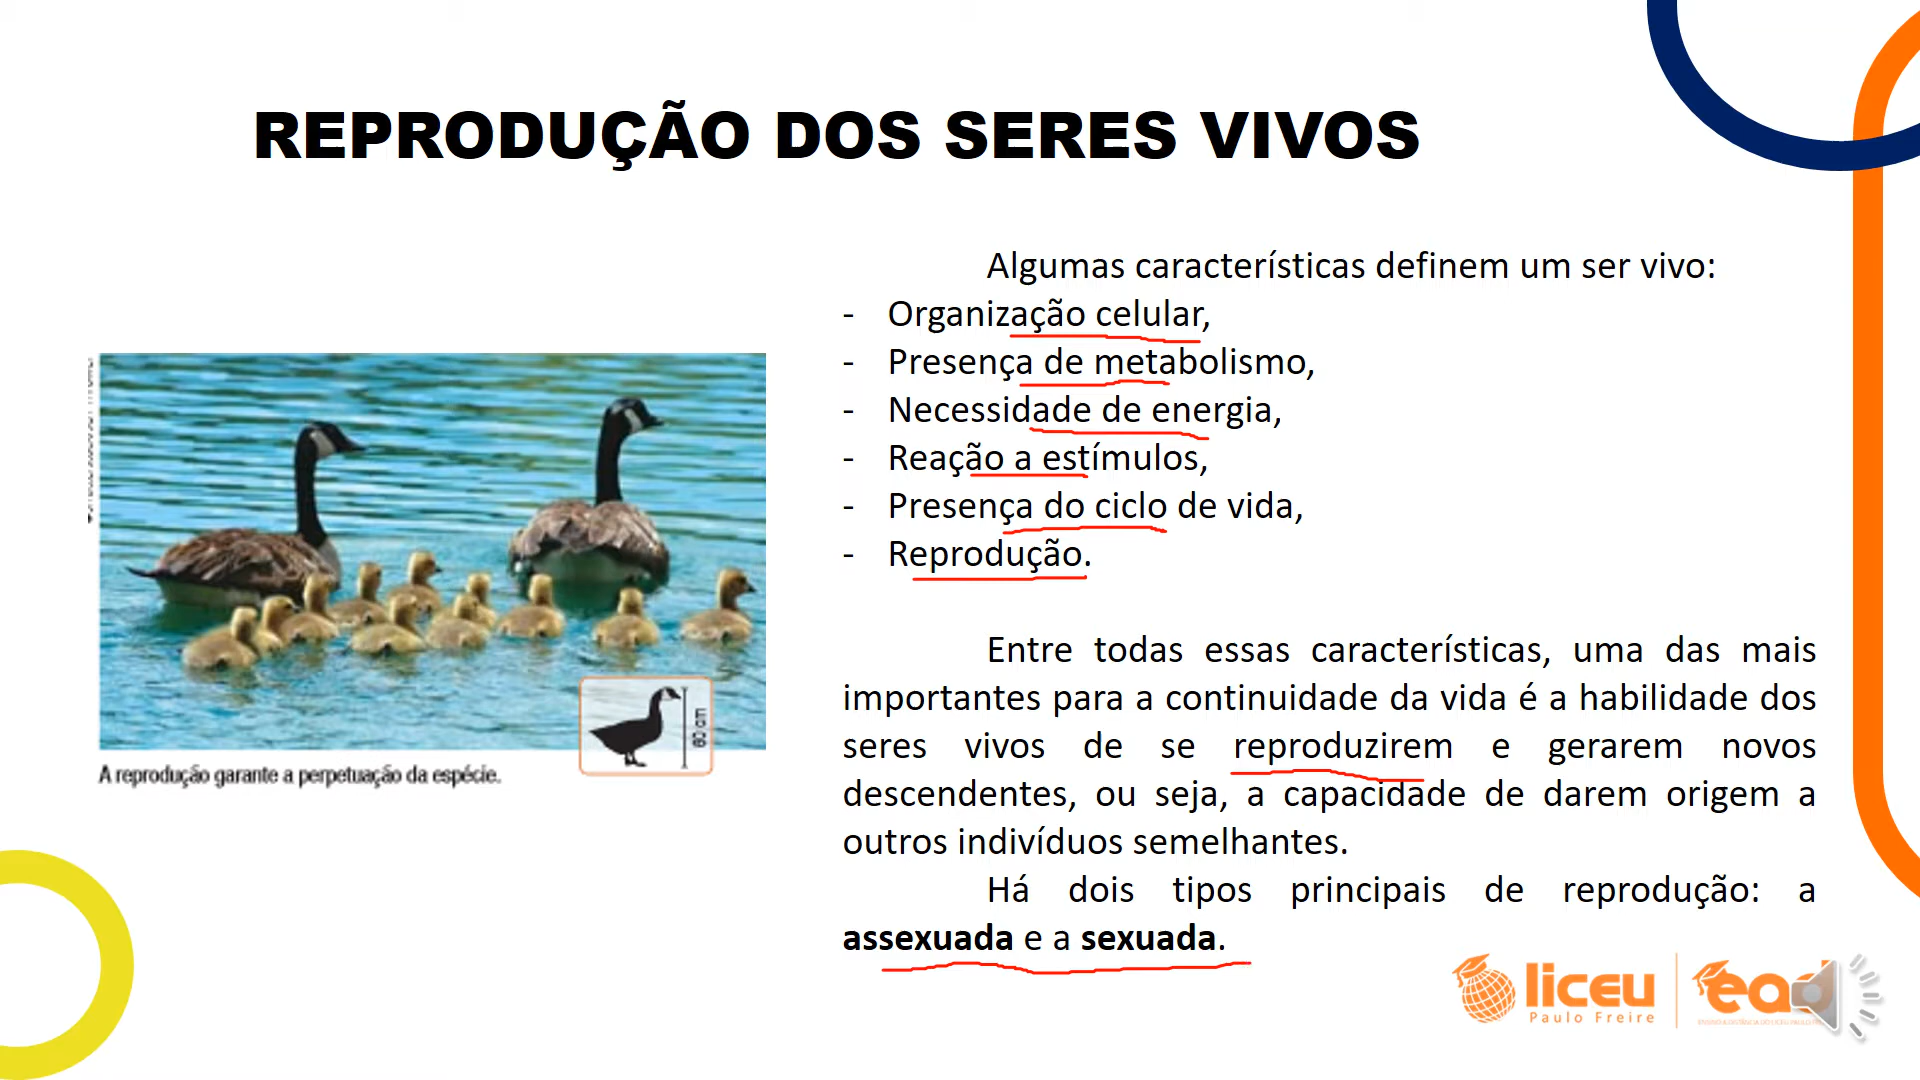 REPRODUÇÃO DOS SERES VIVOS
Algumas características definem um ser vivo:
- Organização celular,
- Presença de metabolismo,
- Necessidade de energia,
- Reação a estímulos,
- Presença do ciclo de vida,
- Reprodução.
60 cm
A reprodução garante a perpetuação da espécie.
Entre todas essas características, uma das mais
importantes para a continuidade da vida é a habilidade dos
seres vivos de se reproduzirem e gerarem novos
descendentes, ou seja, a capacidade de darem origem a
outros indivíduos semelhantes.
Há dois tipos principais de reprodução: a
assexuada e a sexuada.
liceu
Paulo Freire
ead